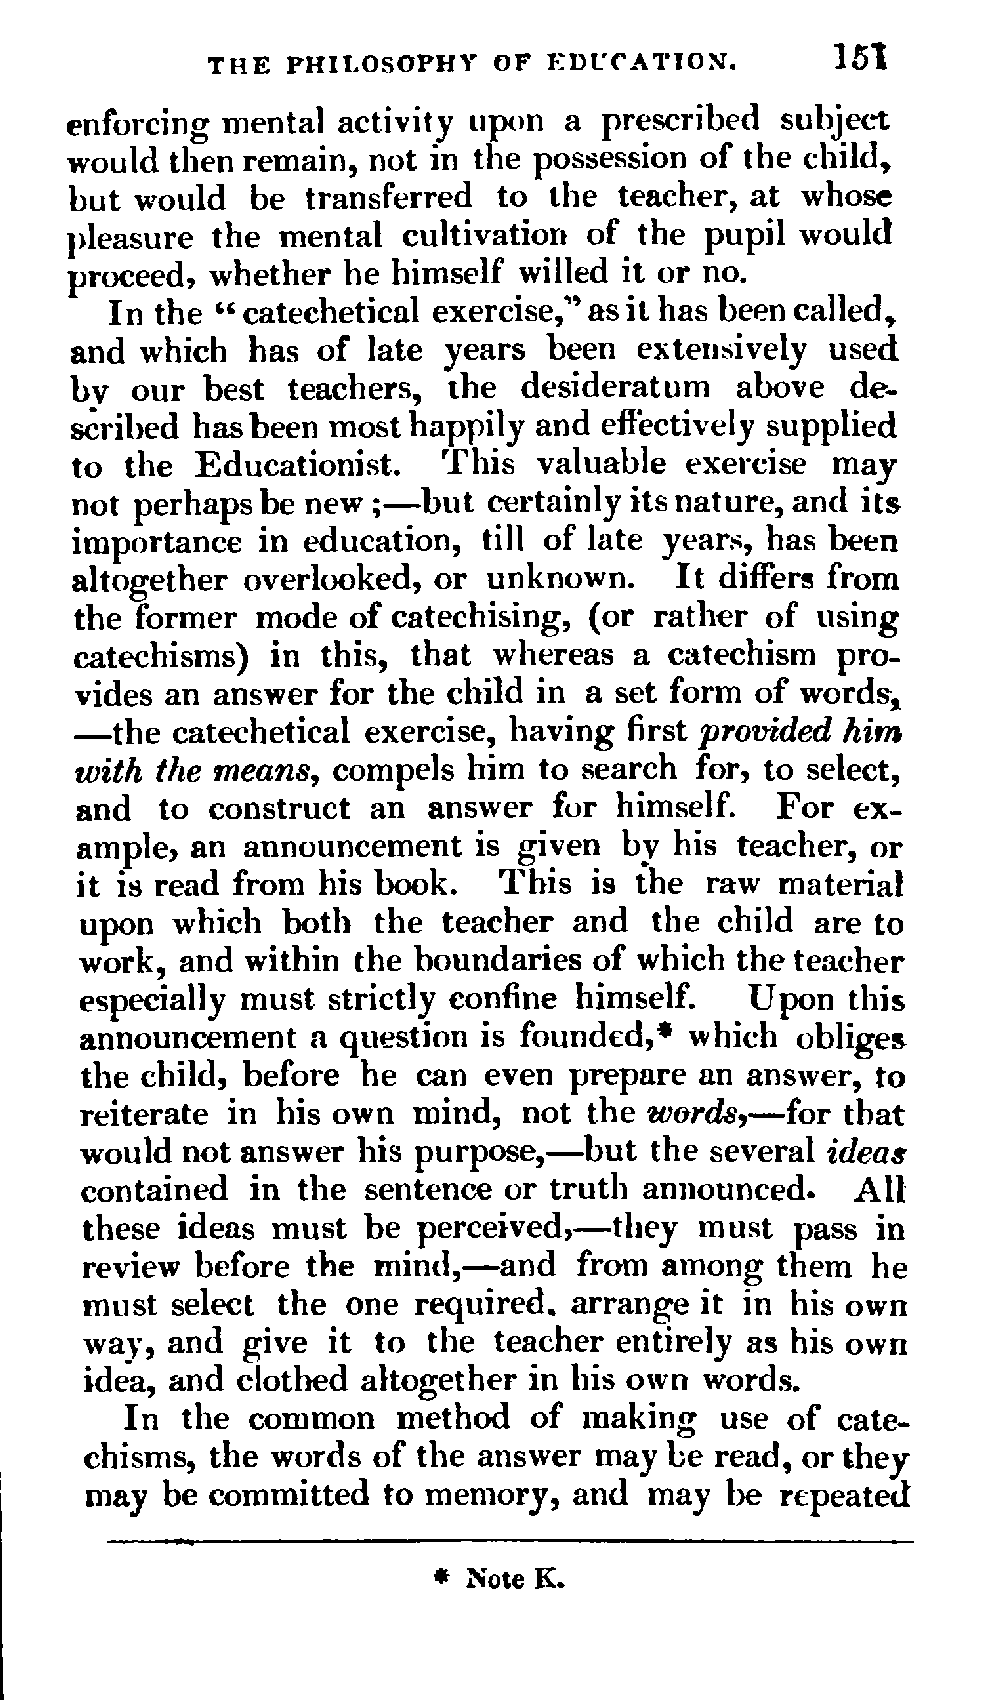 THE PHILOSOPHY OF EDUCATION. 151
enforcing mental activity upon a prescribed subject
would then remain, not in the possession of the child,
but would be transferred to the teacher, at whose
pleasure the mental cultivation of the pupil would
proceed, whether he himself willed it or no.
In the “catechetical exercise,” as it has been called,
and which has of late years been extensively used
by our best teachers, the desideratum above de-
scribed has been most happily and effectively supplied
to the Educationist. This valuable exercise may
not perhaps be new;—but certainly its nature, and its
importance in education, till of late years, has been
altogether overlooked, or unknown. It differs from
the former mode of catechising, (or rather of using
catechisms) in this, that whereas a catechism pro-
vides an answer for the child in a set form of words,
—the catechetical exercise, having first provided him
with the means, compels him to search for, to select,
and to construct an answer for himself. For ex-
ample, an announcement is given by his teacher, or
it is read from his book. This is the raw material
upon which both the teacher and the child are to
work, and within the boundaries of which the teacher
especially must strictly confine himself. Upon this
announcement a question is founded,* which obliges
the child, before he can even prepare an answer, to
reiterate in his own mind, not the words,—for that
would not answer his purpose,—but the several ideas
contained in the sentence or truth announced. All
these ideas must be perceived,—they must pass in
review before the mind,—and from among them he
must select the one required, arrange it in his own
way, and give it to the teacher entirely as his own
idea, and clothed altogether in his own words.
In the common method of making use of cate-
chisms, the words of the answer may be read, or they
may be committed to memory, and may be repeated
* Note K.